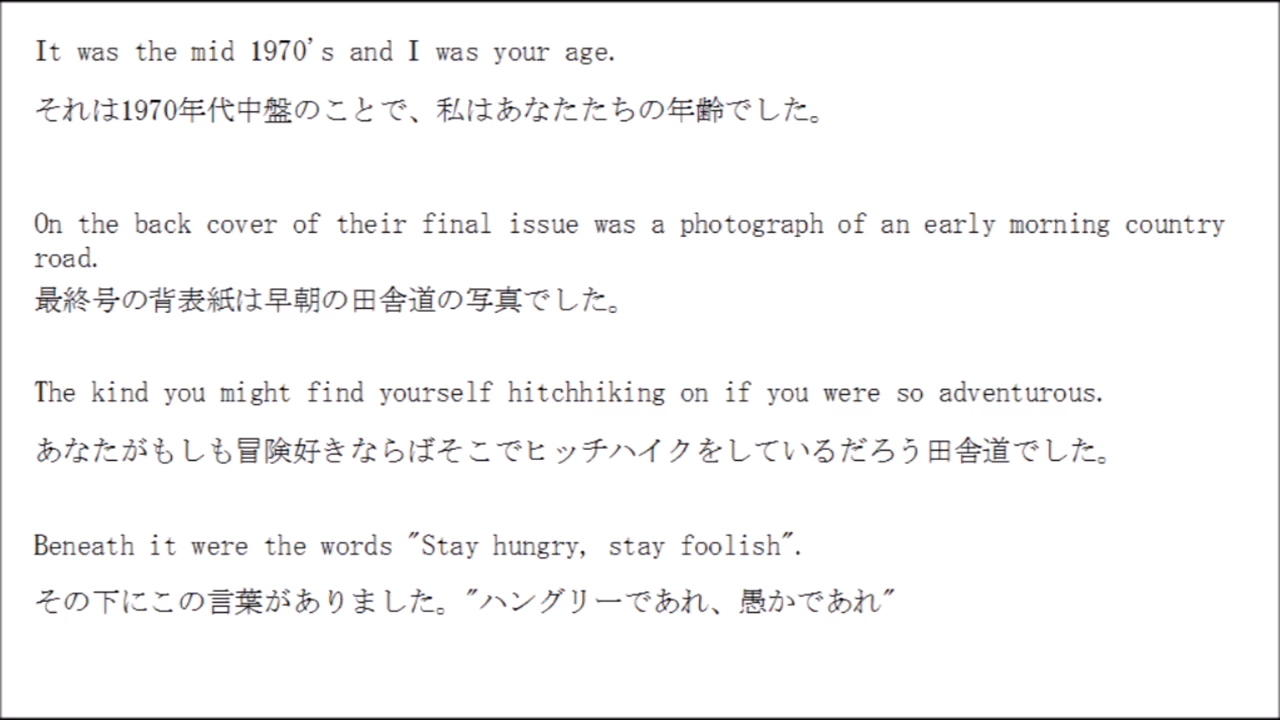 It was the mid 1970's and I was your age.
それは1970年代中盤のことで、私はあなたたちの年齢でした。
On the back cover of their final issue was a photograph of an early morning country
road.
最終号の背表紙は早朝の田舎道の写真でした。
The kind you might find yourself hitchhiking on if you were so adventurous.
あなたがもしも冒険好きならばそこでヒッチハイクをしているだろう田舎道でした。
Beneath it were the words "Stay hungry, stay foolish".
その下にこの言葉がありました。"ハングリーであれ、愚かであれ"